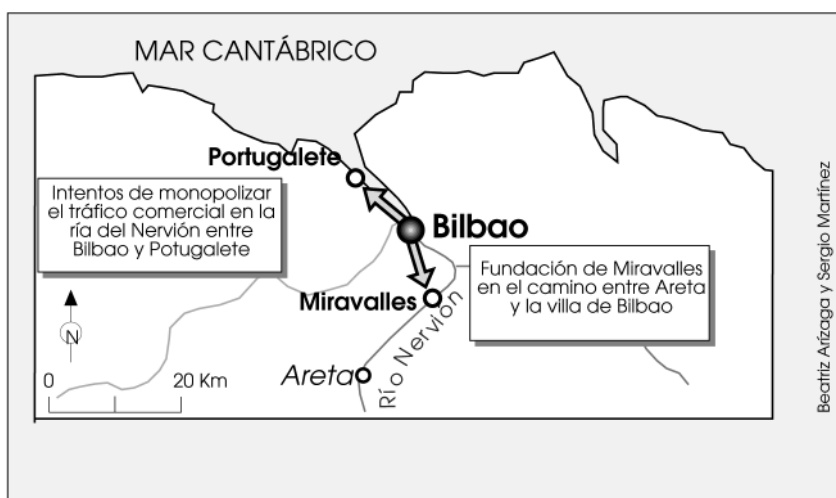 MAR CANTÁBRICO
Portugalete
Intentos de monopolizar
el tráfico comercial en la
ría del Nervión entre
Bilbao y Potugalete
Bilbao
Fundación de Miravalles
en el camino entre Areta
y la villa de Bilbao
Miravalles
Río Nervión
Areta
N
0 20 Km
Beatriz Arízaga y Sergio Martínez